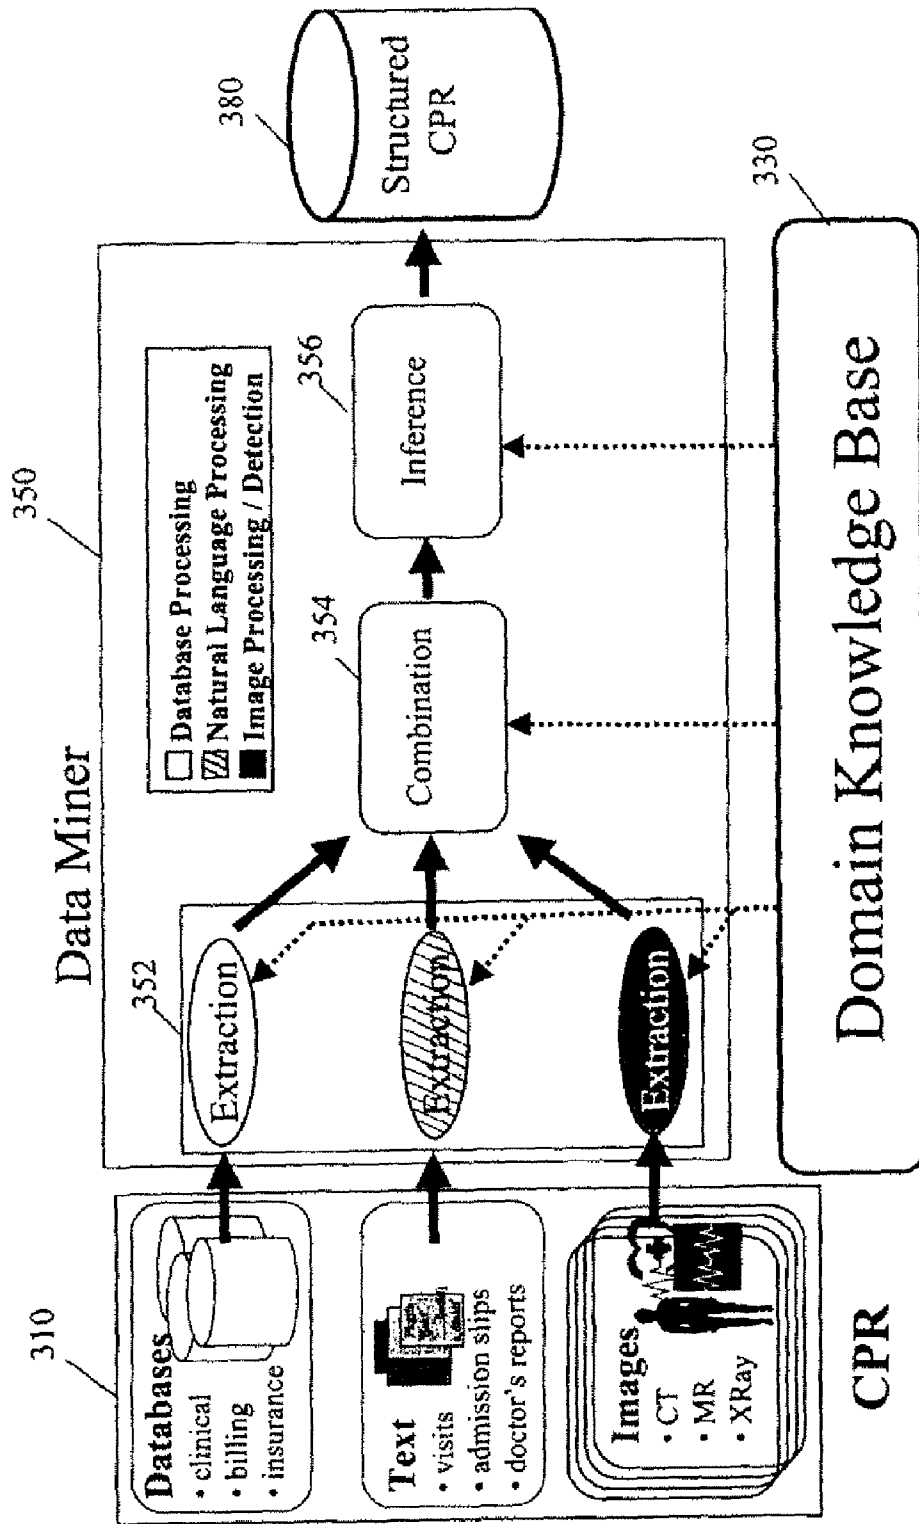 310
Databases
• clinical
• billing
• insurance
Text
• visits
• admission slips
• doctor's reports
Images
• CT
• MR
• XRay
CPR
Data Miner
350
352
Extraction
Extraction
Extraction
Database Processing
Natural Language Processing
Image Processing / Detection
354
Combination
356
Inference
380
Structured
CPR
330
Domain Knowledge Base